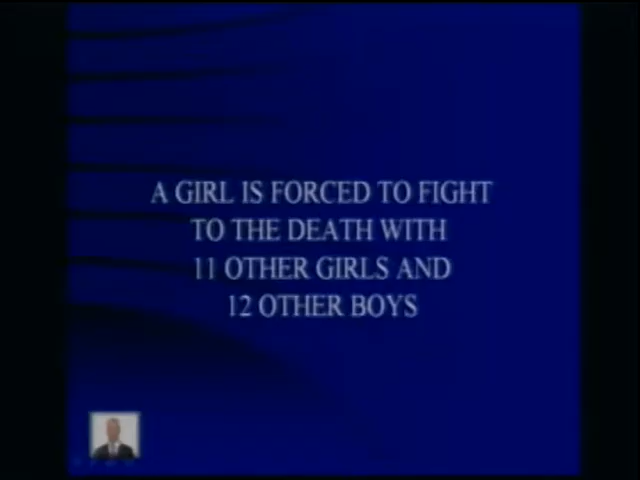 A GIRL IS FORCED TO FIGHT
TO THE DEATH WITH
11 OTHER GIRLS AND
12 OTHER BOYS